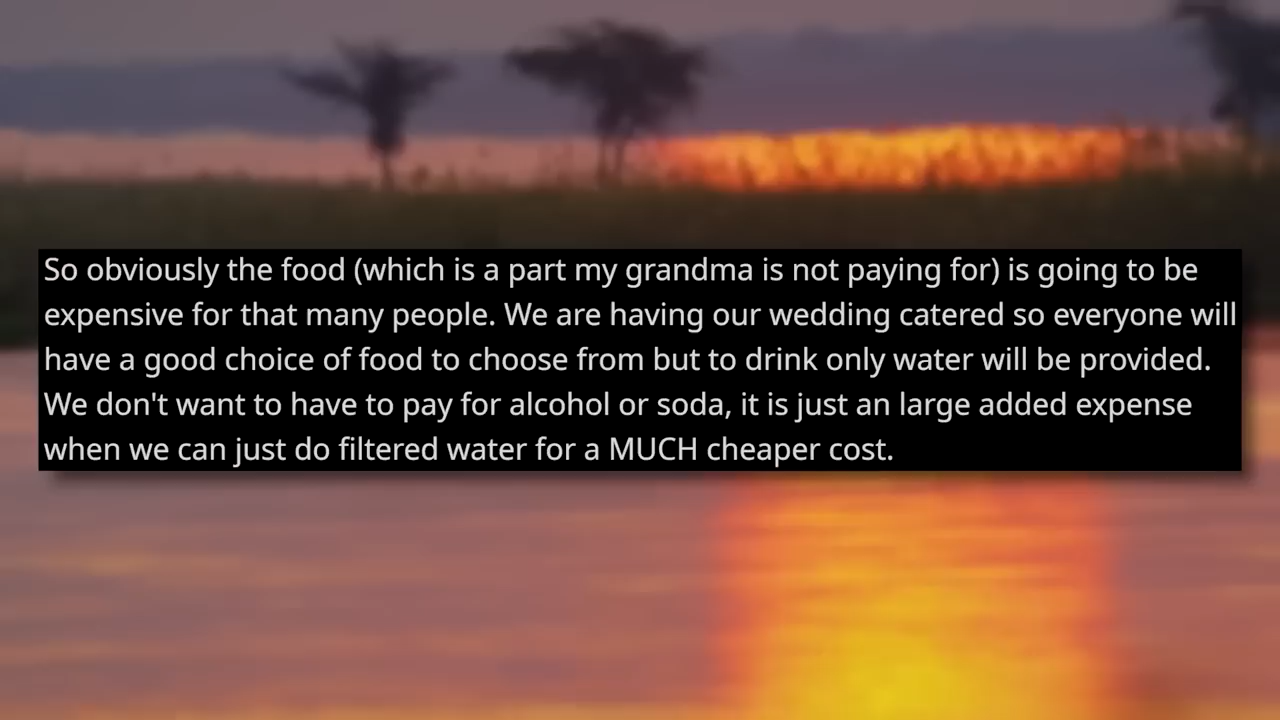 So obviously the food (which is a part my grandma is not paying for) is going to be
expensive for that many people. We are having our wedding catered so everyone will
have a good choice of food to choose from but to drink only water will be provided.
We don't want to have to pay for alcohol or soda, it is just an large added expense
when we can just do filtered water for a MUCH cheaper cost.